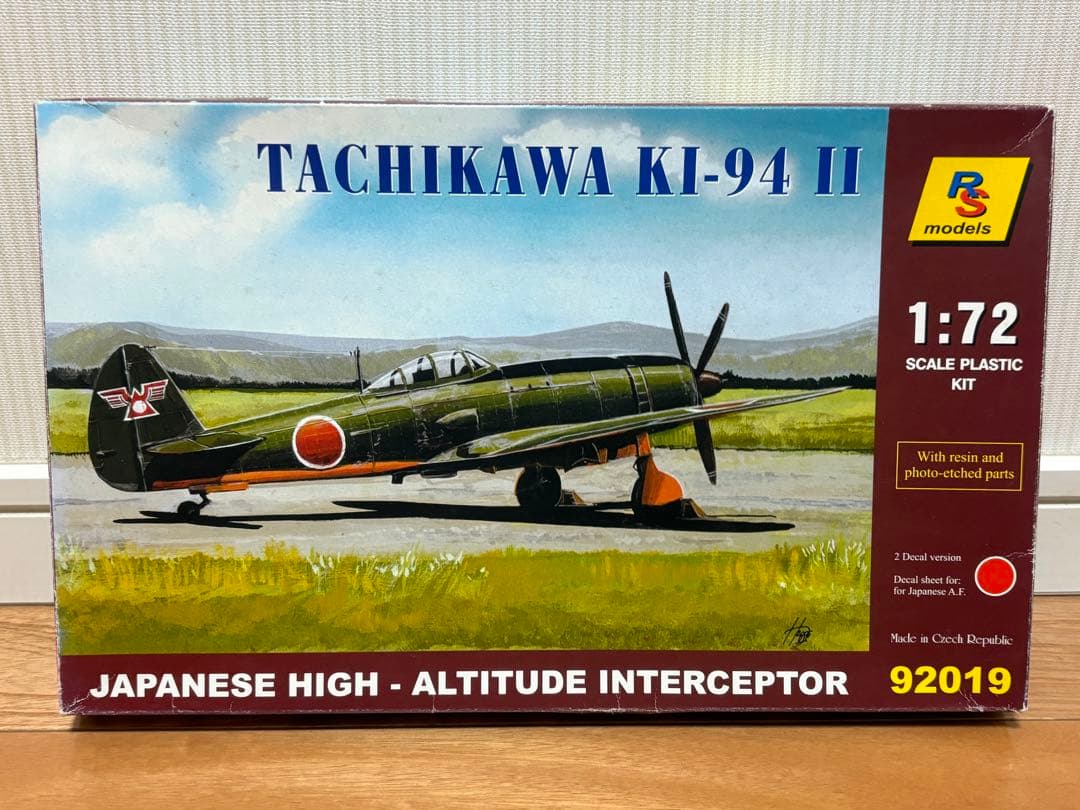 TACHIKAWA KI-94 II
RS
models
1:72
SCALE PLASTIC
KIT
With resin and
photo-etched parts
2 Decal version
Decal sheet for:
for Japanese A.F.
Made in Czech Republic
JAPANESE HIGH - ALTITUDE INTERCEPTOR
92019